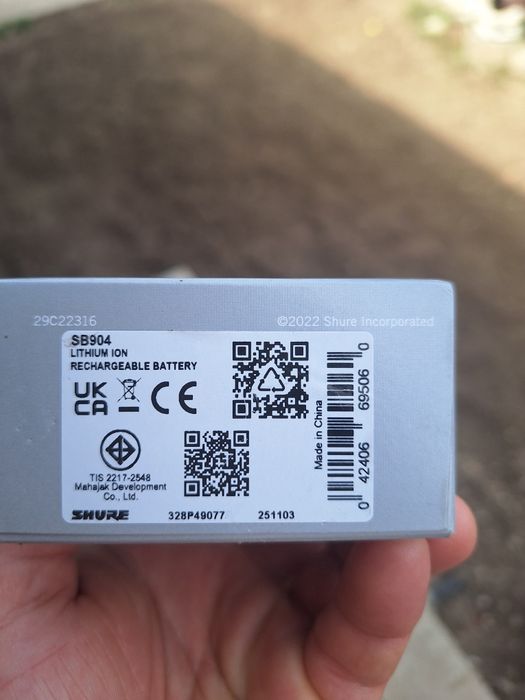 29C22316
©2022 Shure Incorporated
SB904
LITHIUM ION
RECHARGEABLE BATTERY
UK
CA
CE
TIS 2217-2548
Mahajak Development
Co., Ltd.
SHURE
328P49077
251103
Made in China
0 42406 69506 0